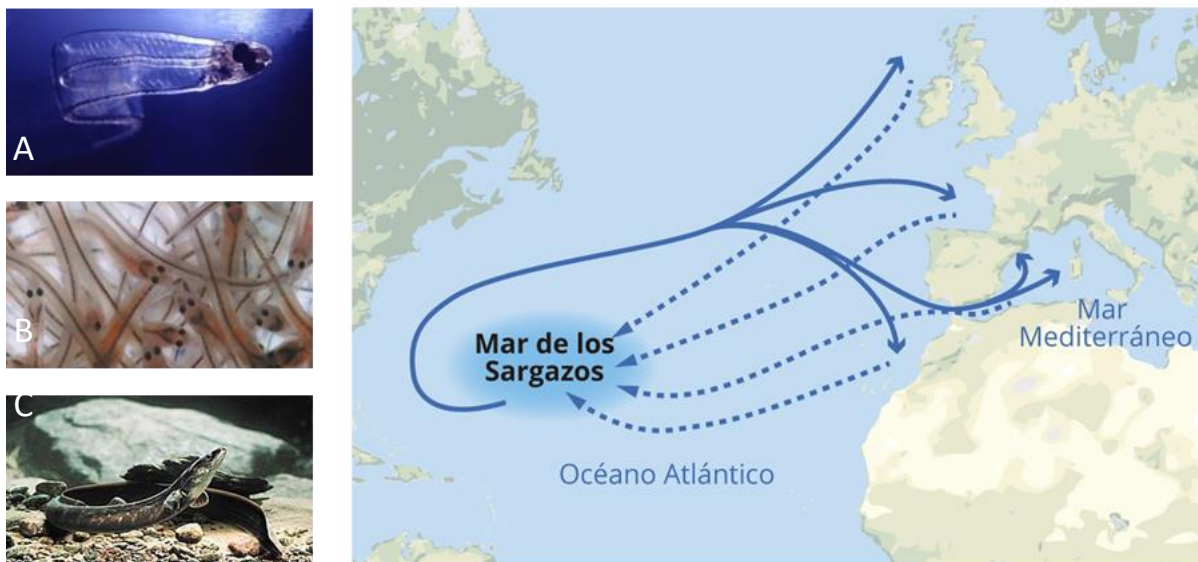 A
B
C
Mar de los
Sargazos
Mar
Mediterráneo
Océano Atlántico